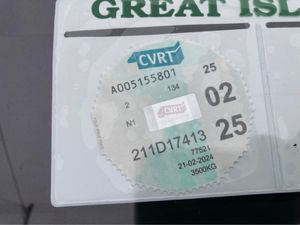 GREAT ISL
CVRT
A005155801 25
2 134
02
N1
CVRT
211D17413 25
77521
21-02-2024
3500KG